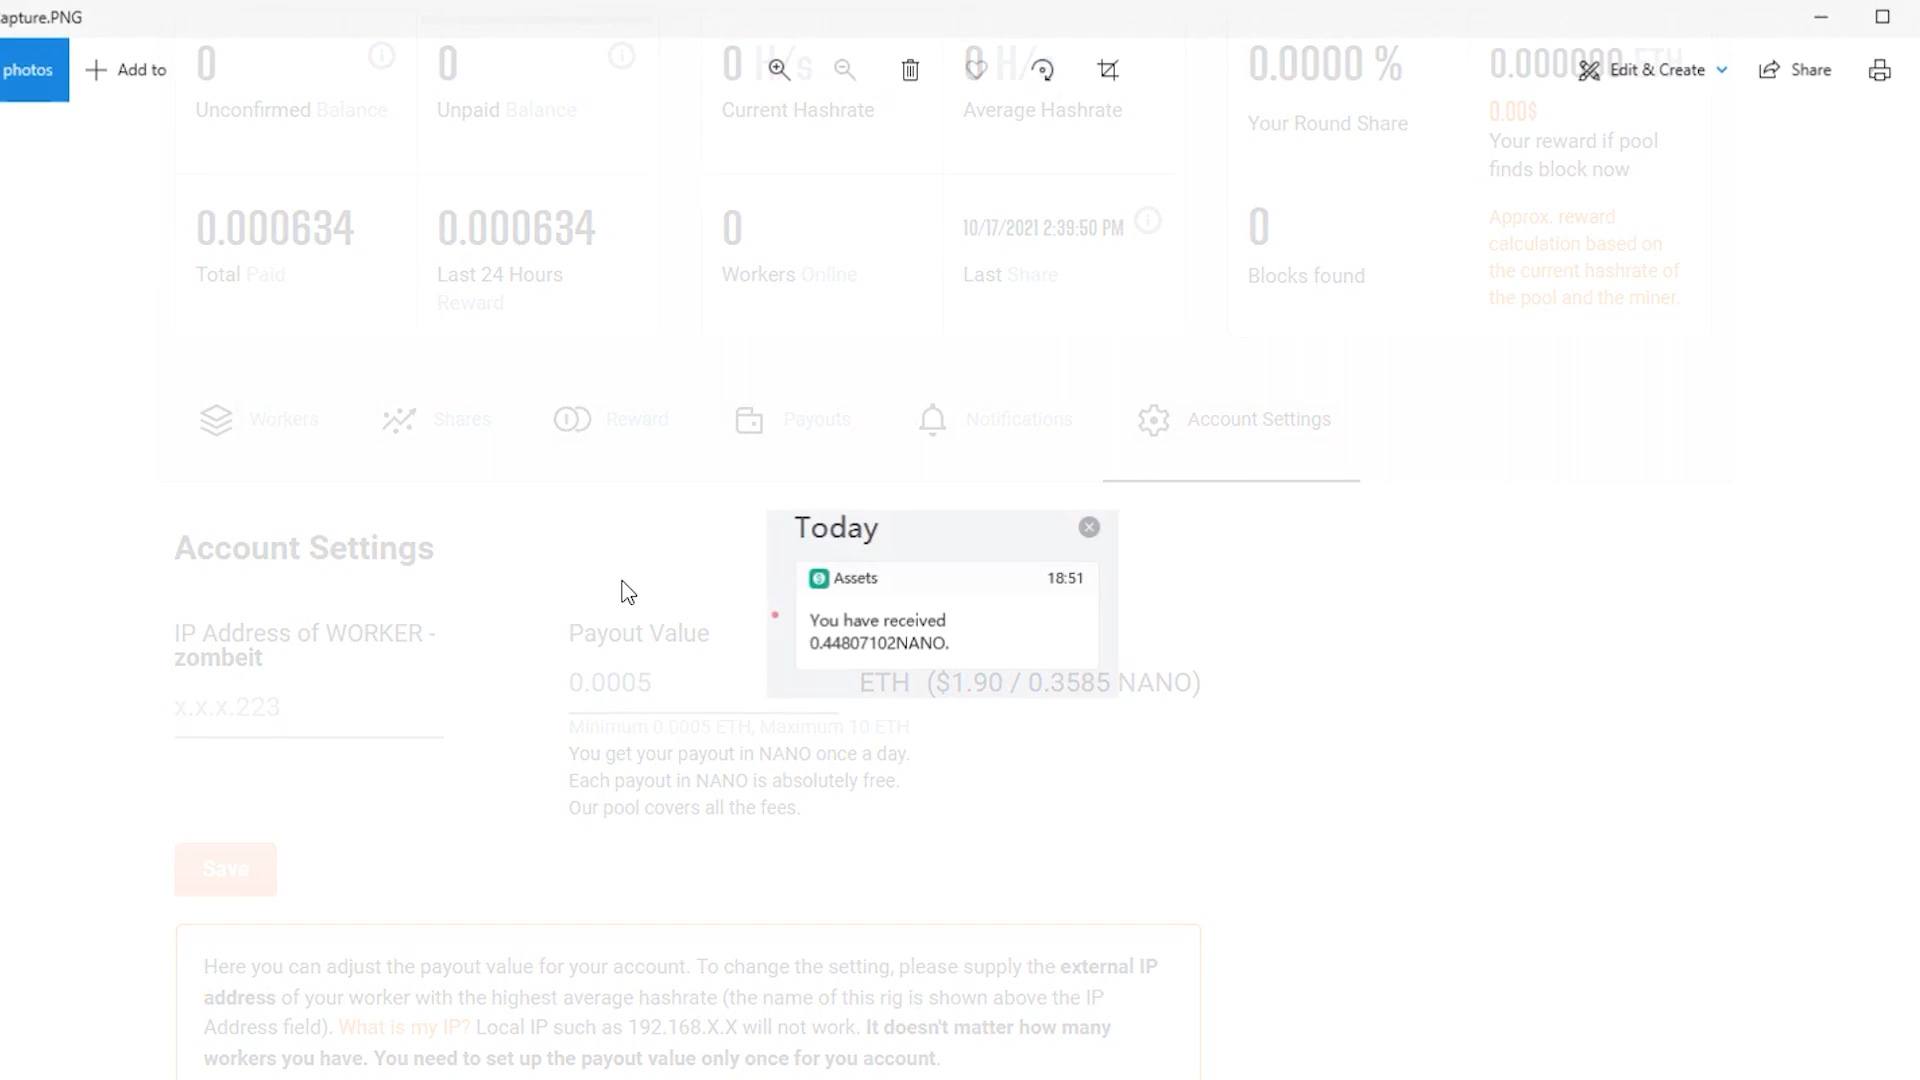 apture.PNG
photos
Add to
Edit & Create
Share
0
Unconfirmed Balance
0
Unpaid Balance
0 H/s
Current Hashrate
0 H/
Average Hashrate
0.0000 %
Your Round Share
0.000000 ETH
0.00$
Your reward if pool
finds block now
Approx. reward
calculation based on
the current hashrate of
the pool and the miner.
0.000634
Total Paid
0.000634
Last 24 Hours
Reward
0
Workers Online
10/17/2021 2:39:50 PM
Last Share
0
Blocks found
Workers
Shares
Reward
Payouts
Notifications
Account Settings
Account Settings
Today
Assets
18:51
You have received
0.44807102NANO.
IP Address of WORKER -
zombeit
x.x.x.223
Payout Value
0.0005
ETH ($1.90 / 0.3585 NANO)
Minimum 0.0005 ETH, Maximum 10 ETH
You get your payout in NANO once a day.
Each payout in NANO is absolutely free.
Our pool covers all the fees.
Save
Here you can adjust the payout value for your account. To change the setting, please supply the external IP
address of your worker with the highest average hashrate (the name of this rig is shown above the IP
Address field). What is my IP? Local IP such as 192.168.X.X will not work. It doesn't matter how many
workers you have. You need to set up the payout value only once for you account.